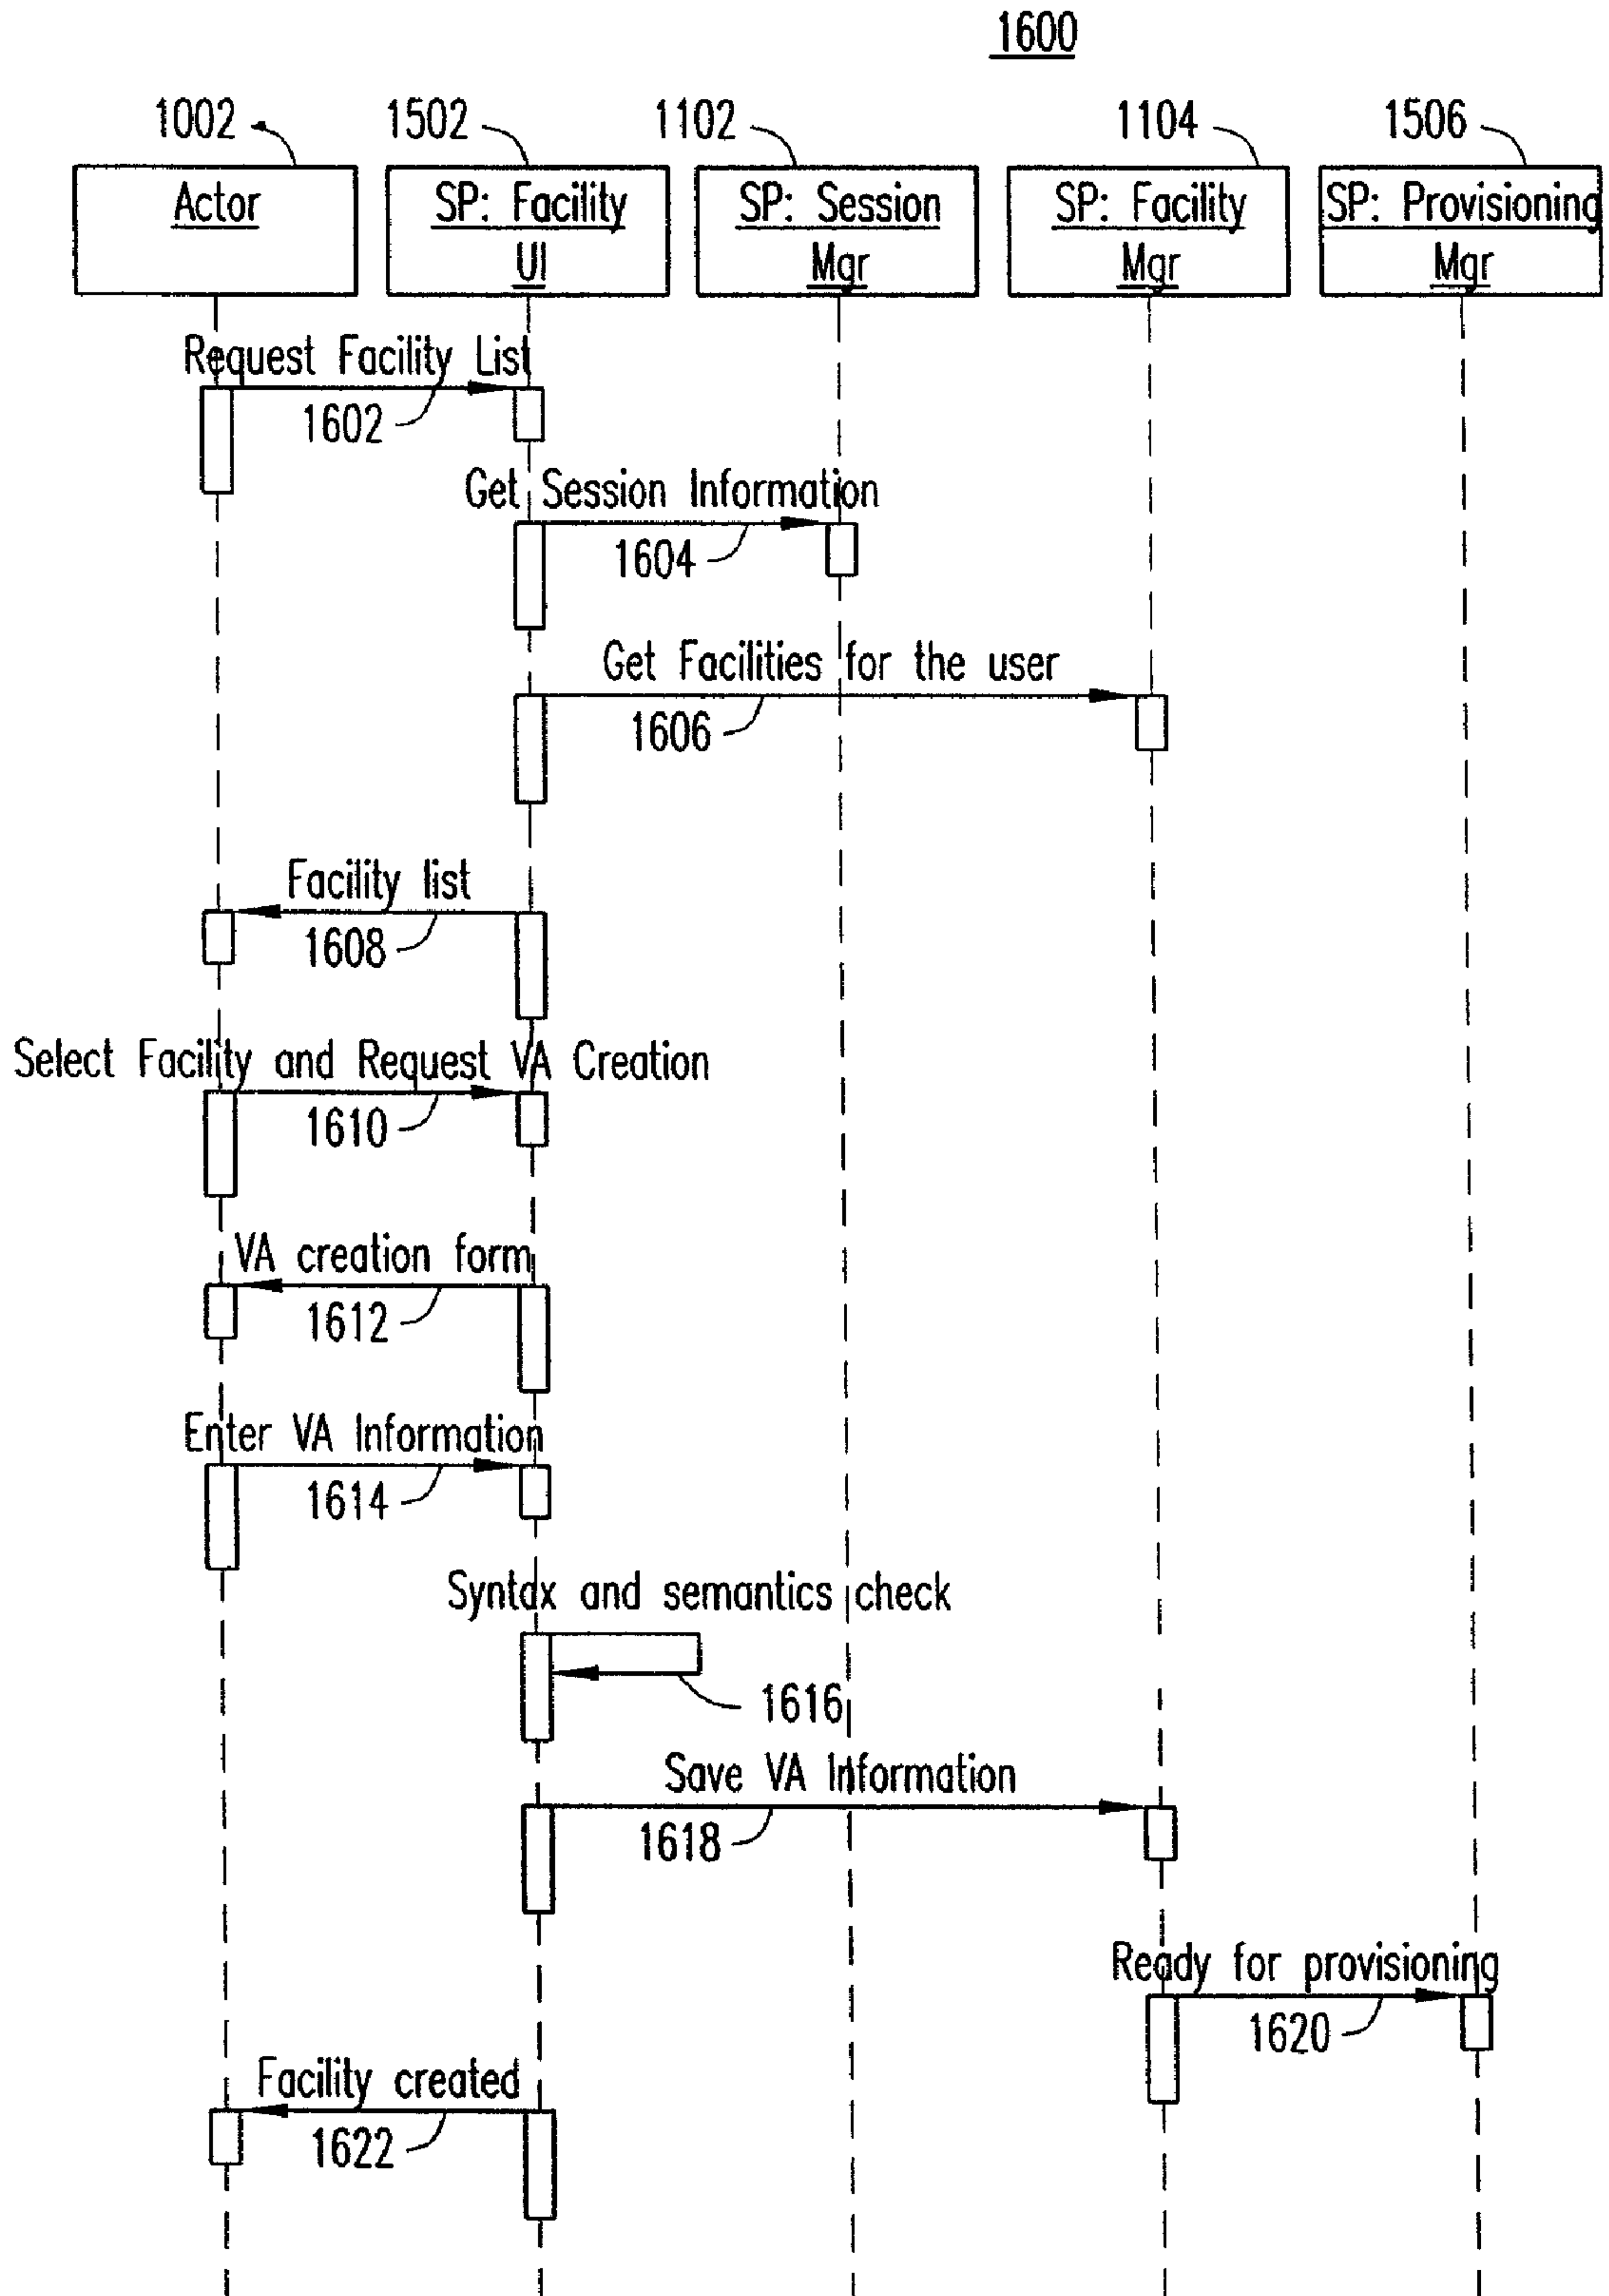 1600
1002 1502 1102 1104 1506
Actor SP: Facility SP: Session SP: Facility SP: Provisioning
UI Mgr Mgr Mgr
Request Facility List
1602
Get Session Information
1604
Get Facilities for the user
1606
Facility list
1608
Select Facility and Request VA Creation
1610
VA creation form
1612
Enter VA Information
1614
Syntax and semantics check
1616
Save VA Information
1618
Ready for provisioning
1620
Facility created
1622